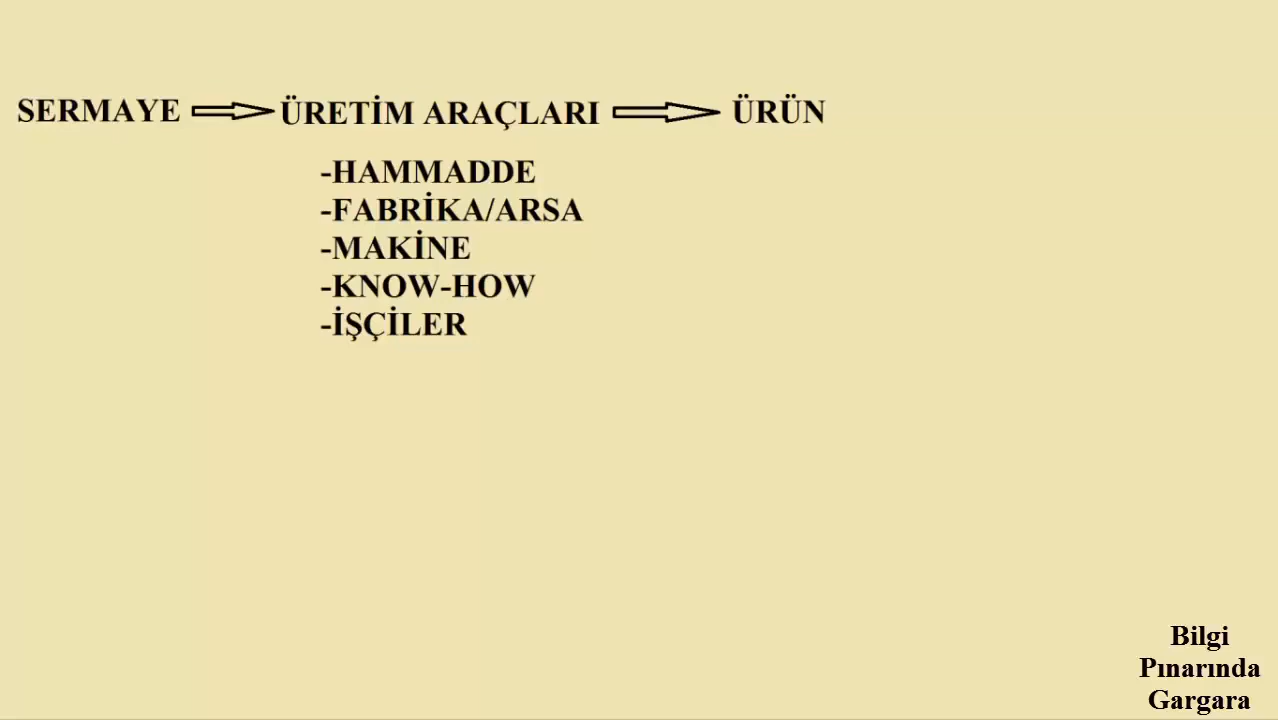 SERMAYE ÜRETİM ARAÇLARI ÜRÜN
-HAMMADDE
-FABRİKA/ARSA
-MAKİNE
-KNOW-HOW
-İŞÇİLER
Bilgi
Pınarında
Gargara